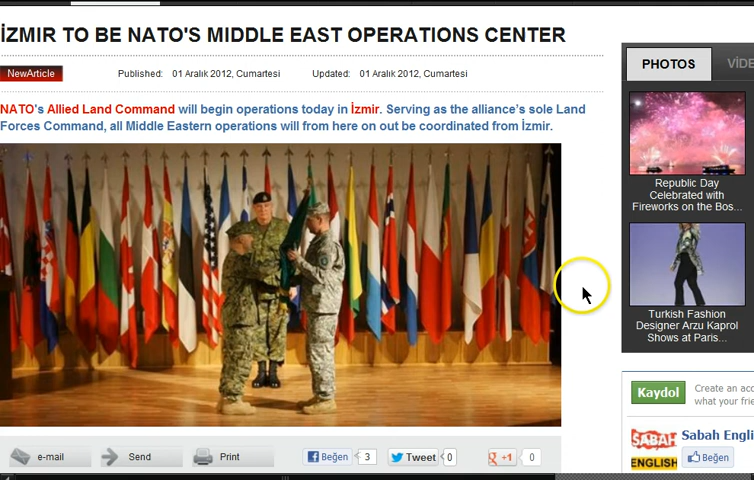 İZMIR TO BE NATO'S MIDDLE EAST OPERATIONS CENTER
NewArticle
Published: 01 Aralık 2012, Cumartesi
Updated: 01 Aralık 2012, Cumartesi
NATO's Allied Land Command will begin operations today in İzmir. Serving as the alliance's sole Land
Forces Command, all Middle Eastern operations will from here on out be coordinated from İzmir.
e-mail
Send
Print
Beğen
3
Tweet
0
g +1
0
PHOTOS
VİDE
Republic Day
Celebrated with
Fireworks on the Bos...
Turkish Fashion
Designer Arzu Kaprol
Shows at Paris...
Kaydol
Create an acc
what your frie
SABAH
ENGLISH
Sabah Engli
Beğen